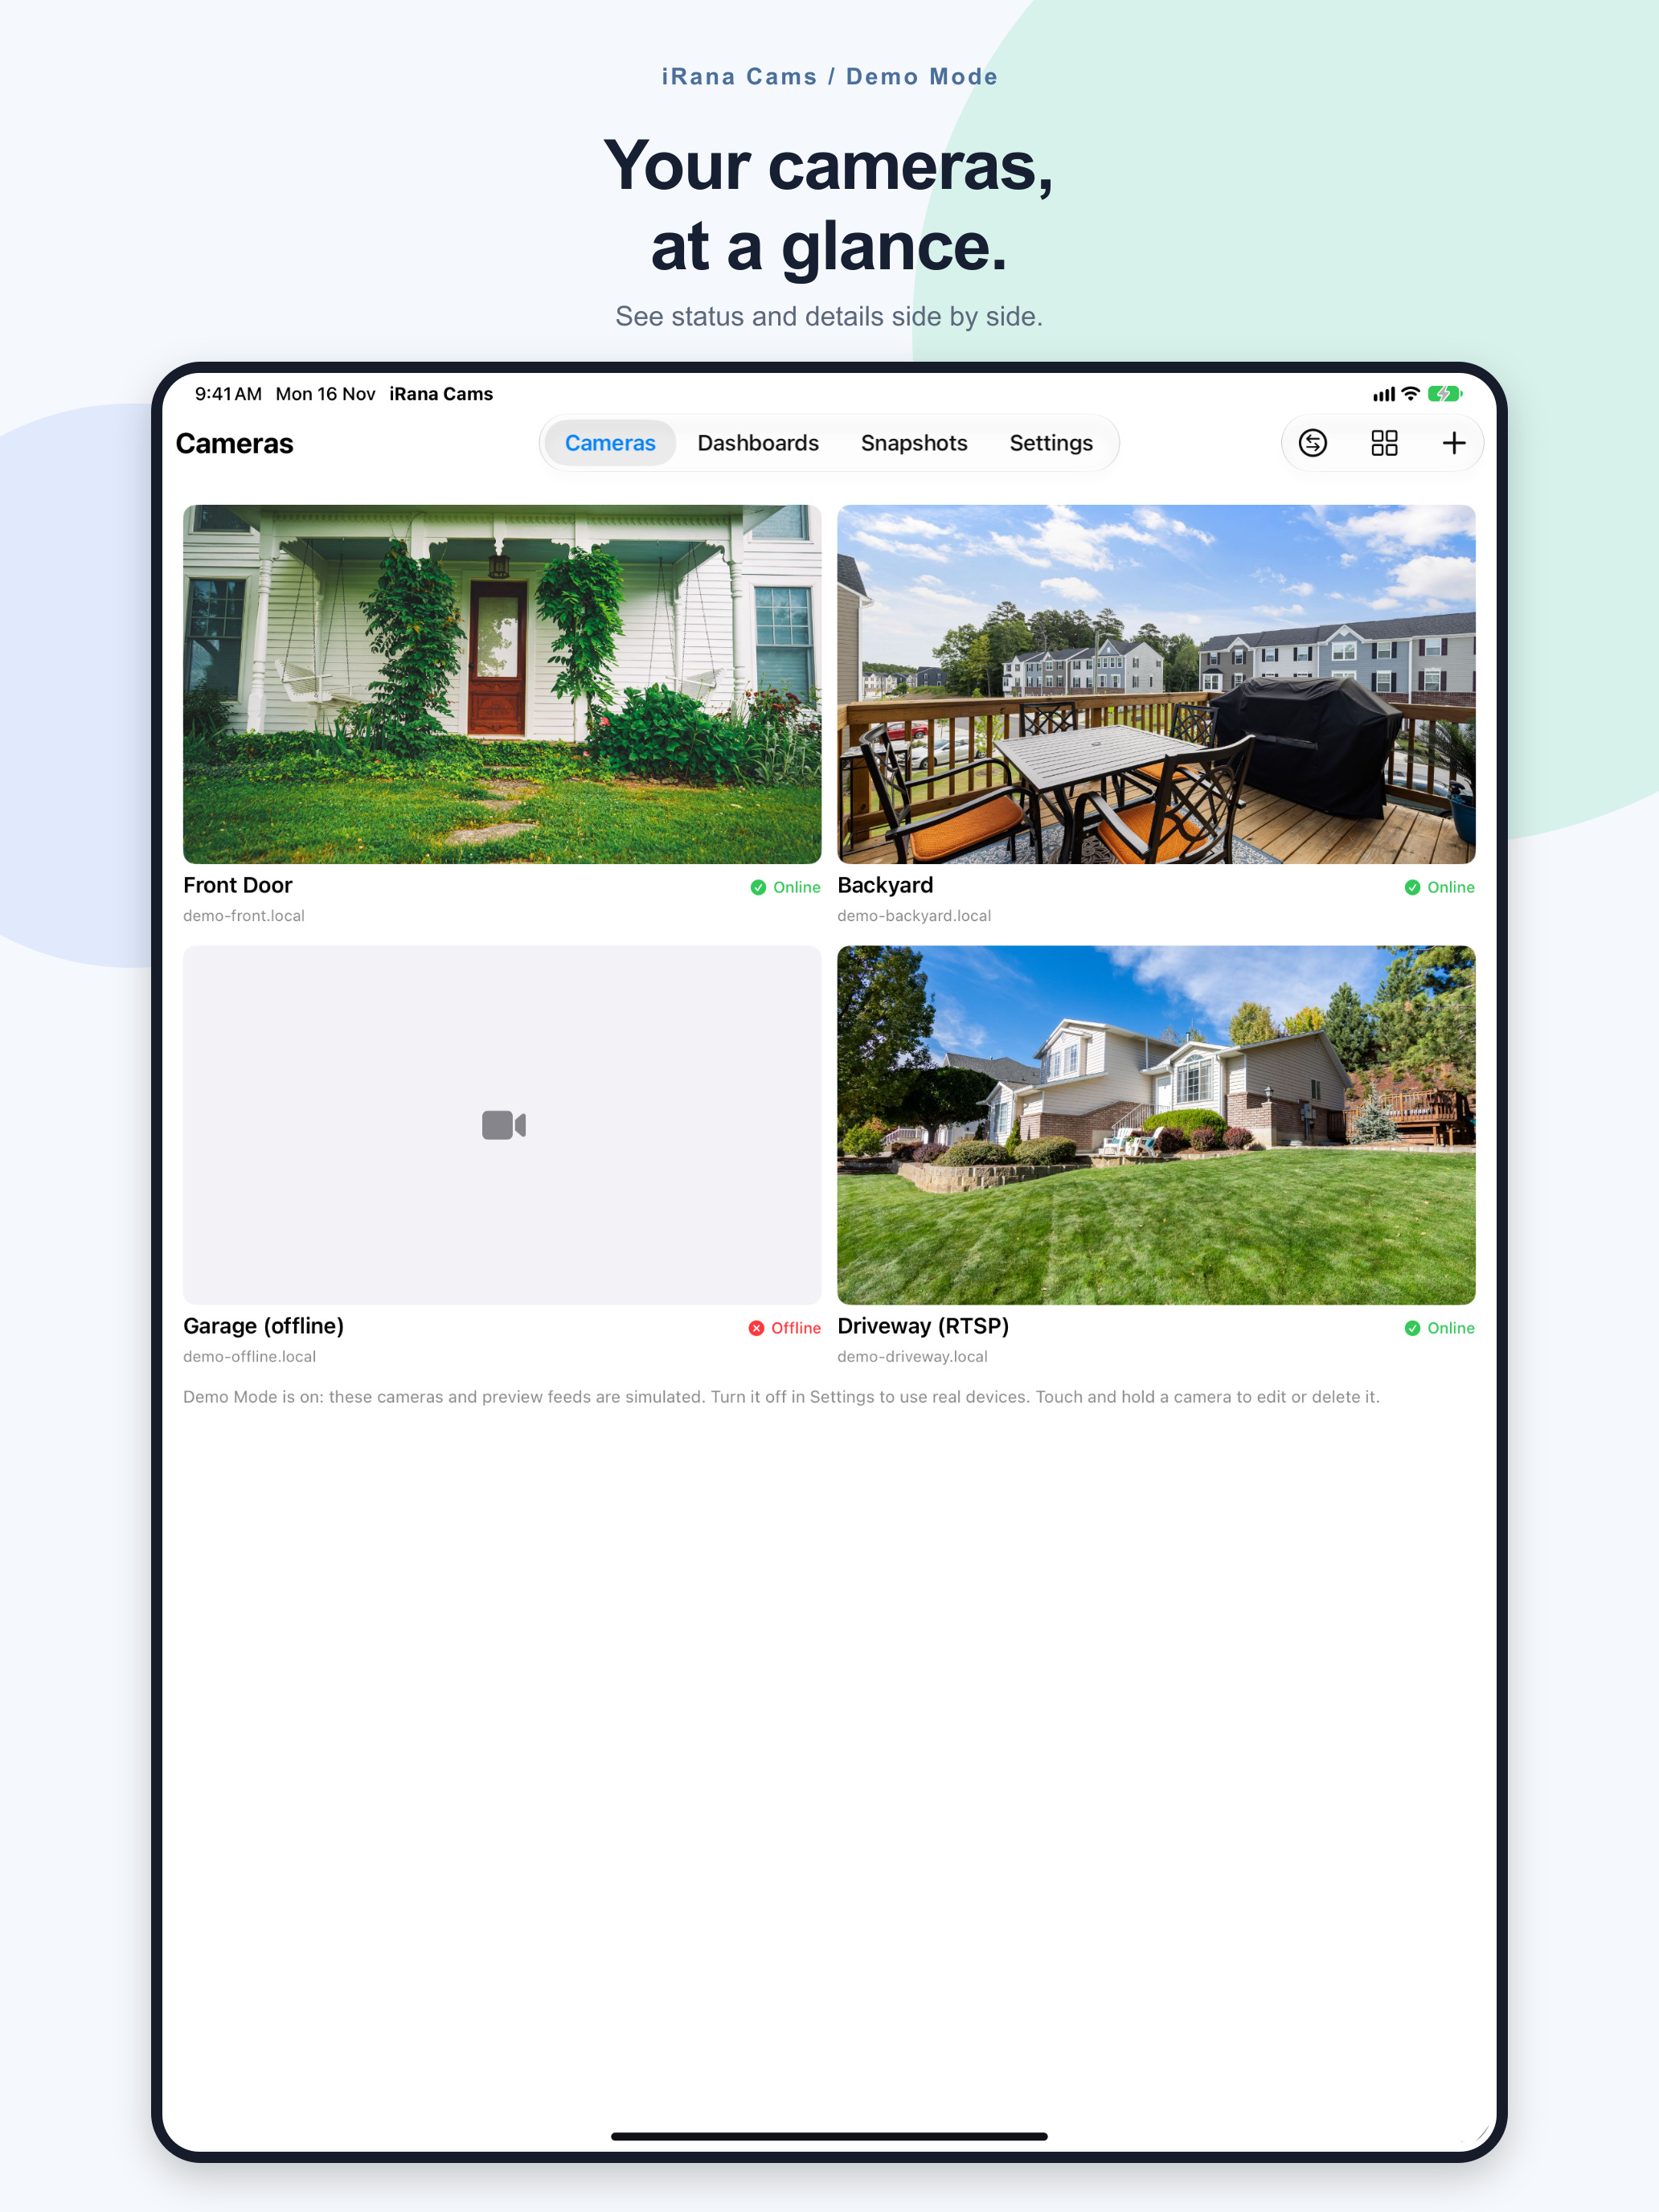 iRana Cams / Demo Mode
Your cameras,
at a glance.
See status and details side by side.
9:41 AM Mon 16 Nov iRana Cams
Cameras
Cameras Dashboards Snapshots Settings
Front Door
Online
demo-front.local
Backyard
Online
demo-backyard.local
Garage (offline)
Offline
demo-offline.local
Driveway (RTSP)
Online
demo-driveway.local
Demo Mode is on: these cameras and preview feeds are simulated. Turn it off in Settings to use real devices. Touch and hold a camera to edit or delete it.